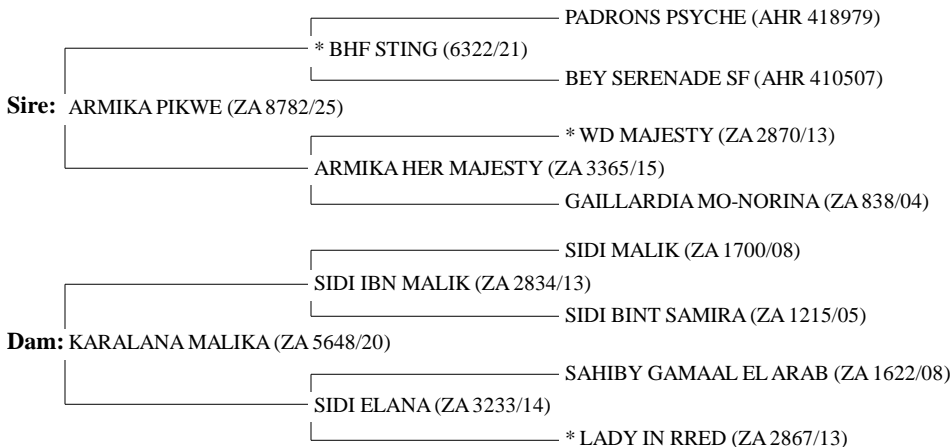 PADRONS PSYCHE (AHR 418979)
* BHF STING (6322/21)
BEY SERENADE SF (AHR 410507)
Sire: ARMIKA PIKWE (ZA 8782/25)
* WD MAJESTY (ZA 2870/13)
ARMIKA HER MAJESTY (ZA 3365/15)
GAILLARDIA MO-NORINA (ZA 838/04)
SIDI MALIK (ZA 1700/08)
SIDI IBN MALIK (ZA 2834/13)
SIDI BINT SAMIRA (ZA 1215/05)
Dam: KARALANA MALIKA (ZA 5648/20)
SAHIBY GAMAAL EL ARAB (ZA 1622/08)
SIDI ELANA (ZA 3233/14)
* LADY IN RRED (ZA 2867/13)